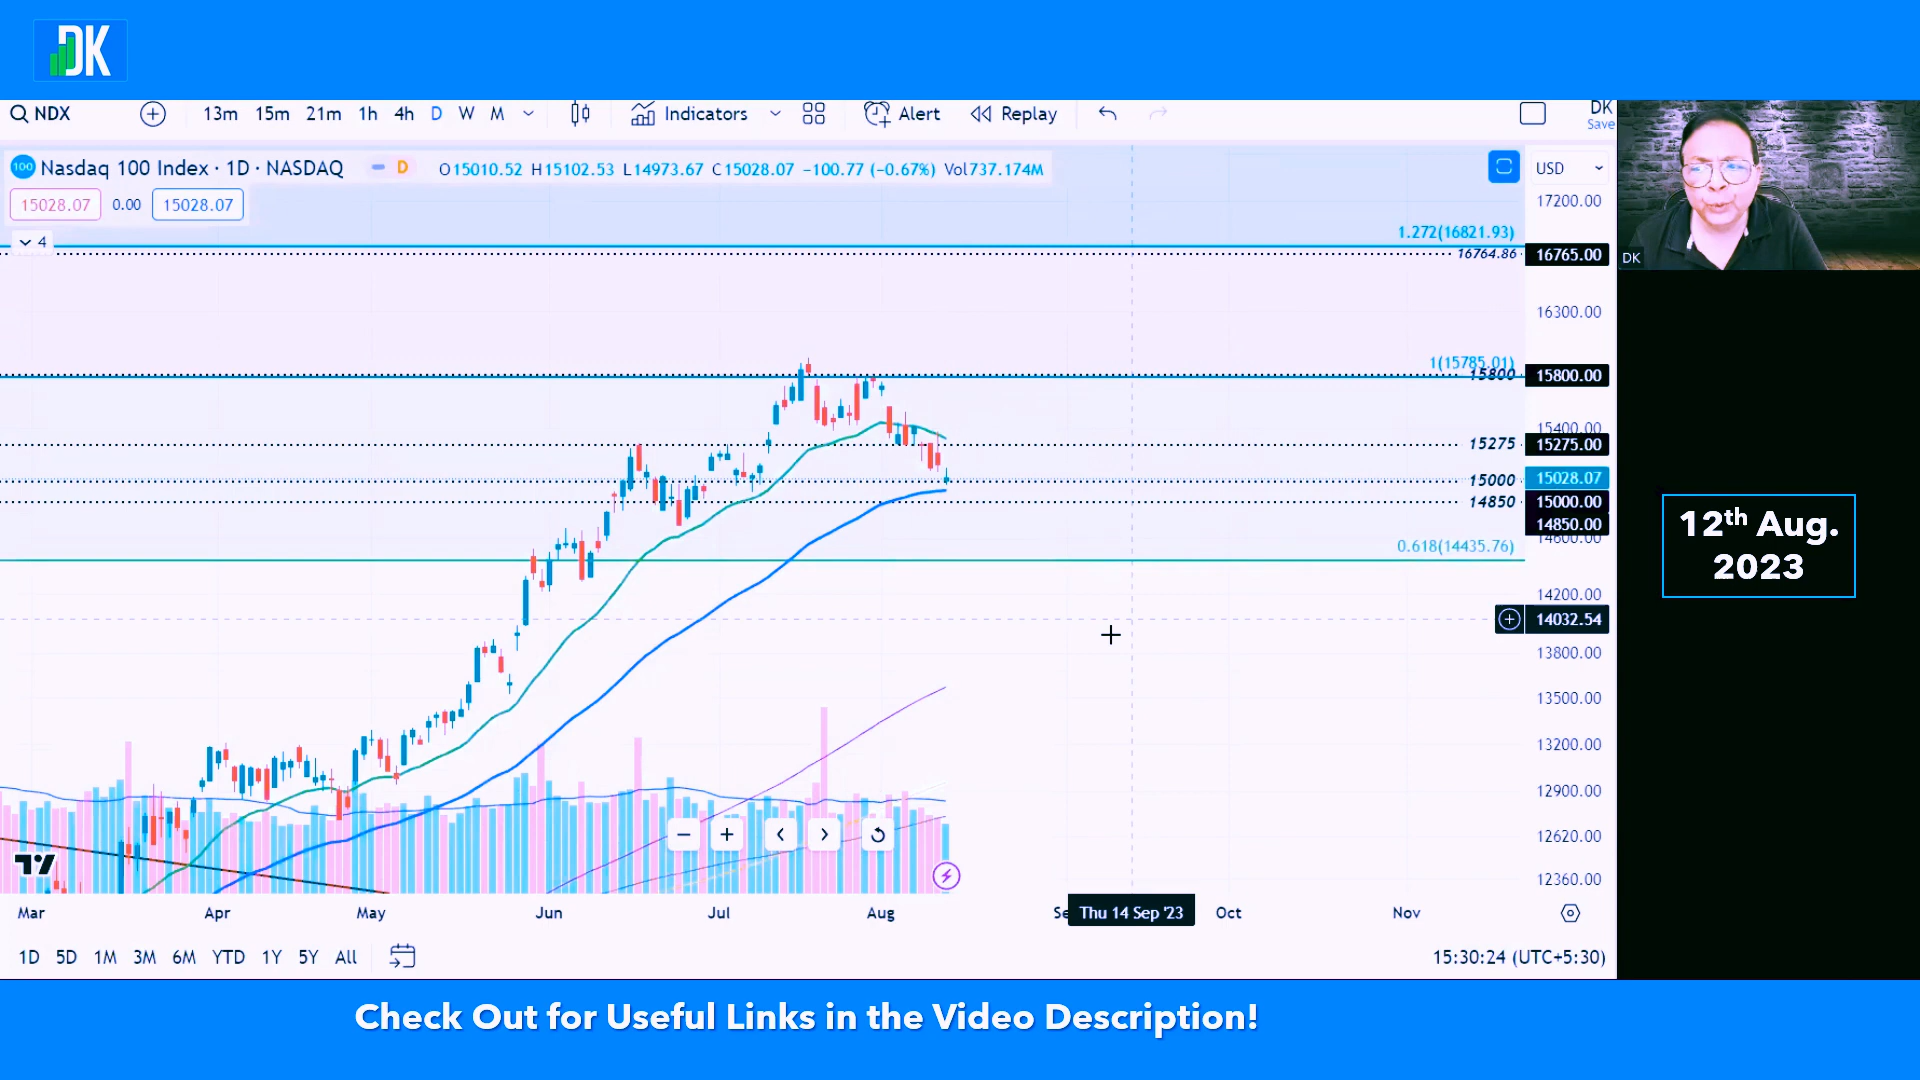 DK
NDX 13m 15m 21m 1h 4h D W M Indicators Alert Replay DK
Save
100 Nasdaq 100 Index · 1D · NASDAQ D O15010.52 H15102.53 L14973.67 C15028.07 −100.77 (−0.67%) Vol737.174M USD
15028.07 0.00 15028.07
4
17200.00
1.272(16821.93)
16764.86 16765.00
DK
16300.00
1(15785.01)
15800 15800.00
15400.00
15275 15275.00
15028.07
15000 15000.00
14850 14850.00
14600.00
0.618(14435.76)
12th Aug.
2023
14200.00
14032.54
13800.00
13500.00
13200.00
12900.00
12620.00
12360.00
Mar Apr May Jun Jul Aug Se Thu 14 Sep '23 Oct Nov
1D 5D 1M 3M 6M YTD 1Y 5Y All 15:30:24 (UTC+5:30)
Check Out for Useful Links in the Video Description!